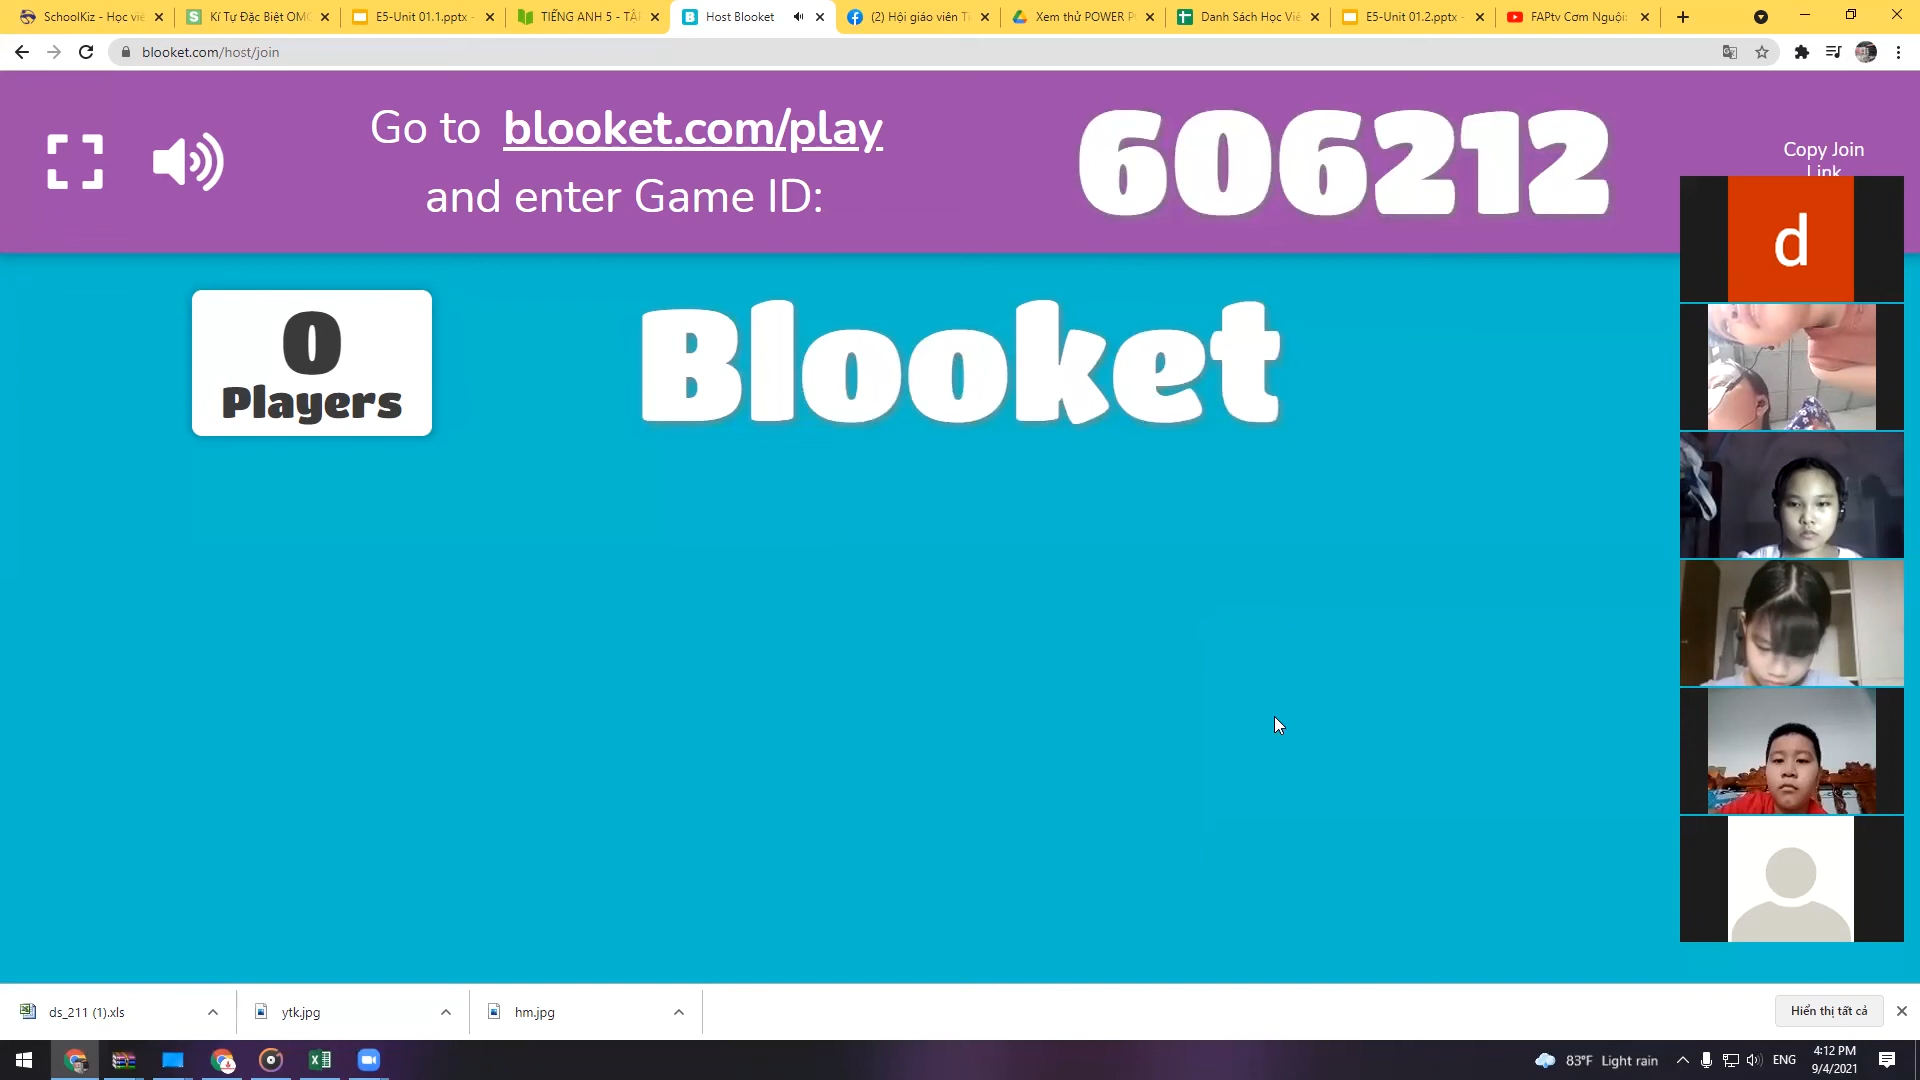 SchoolKiz - Học viê
Kí Tự Đặc Biệt OMG
E5-Unit 01.1.pptx -
TIẾNG ANH 5 - TẬP
Host Blooket
(2) Hội giáo viên Ti
Xem thử POWER P
Danh Sách Học Viê
E5-Unit 01.2.pptx -
FAPtv Cơm Nguội:
blooket.com/host/join
Go to blooket.com/play
and enter Game ID:
606212
Copy Join
Link
d
0
Players
Blooket
ds_211 (1).xls
ytk.jpg
hm.jpg
Hiển thị tất cả
83°F Light rain
ENG
4:12 PM
9/4/2021